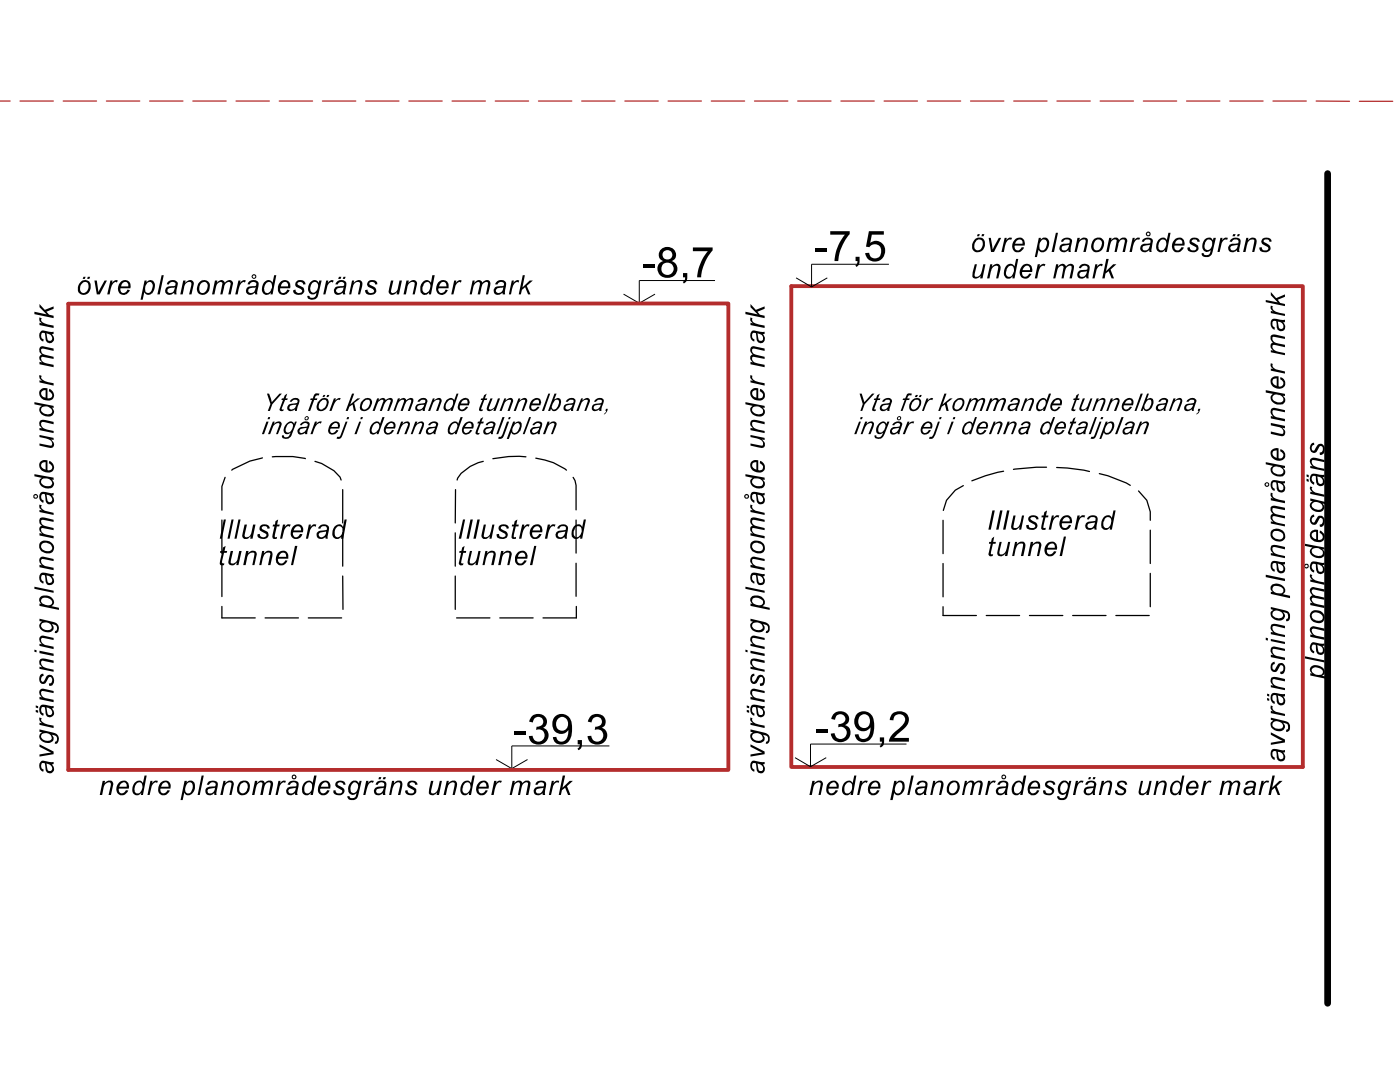 övre planområdesgräns under mark
-8,7
avgränsning planområde under mark
Yta för kommande tunnelbana,
ingår ej i denna detaljplan
Illustrerad
tunnel
Illustrerad
tunnel
-39,3
nedre planområdesgräns under mark
avgränsning planområde under mark
-7,5
övre planområdesgräns
under mark
Yta för kommande tunnelbana,
ingår ej i denna detaljplan
Illustrerad
tunnel
-39,2
nedre planområdesgräns under mark
avgränsning planområde under mark
planområdesgräns